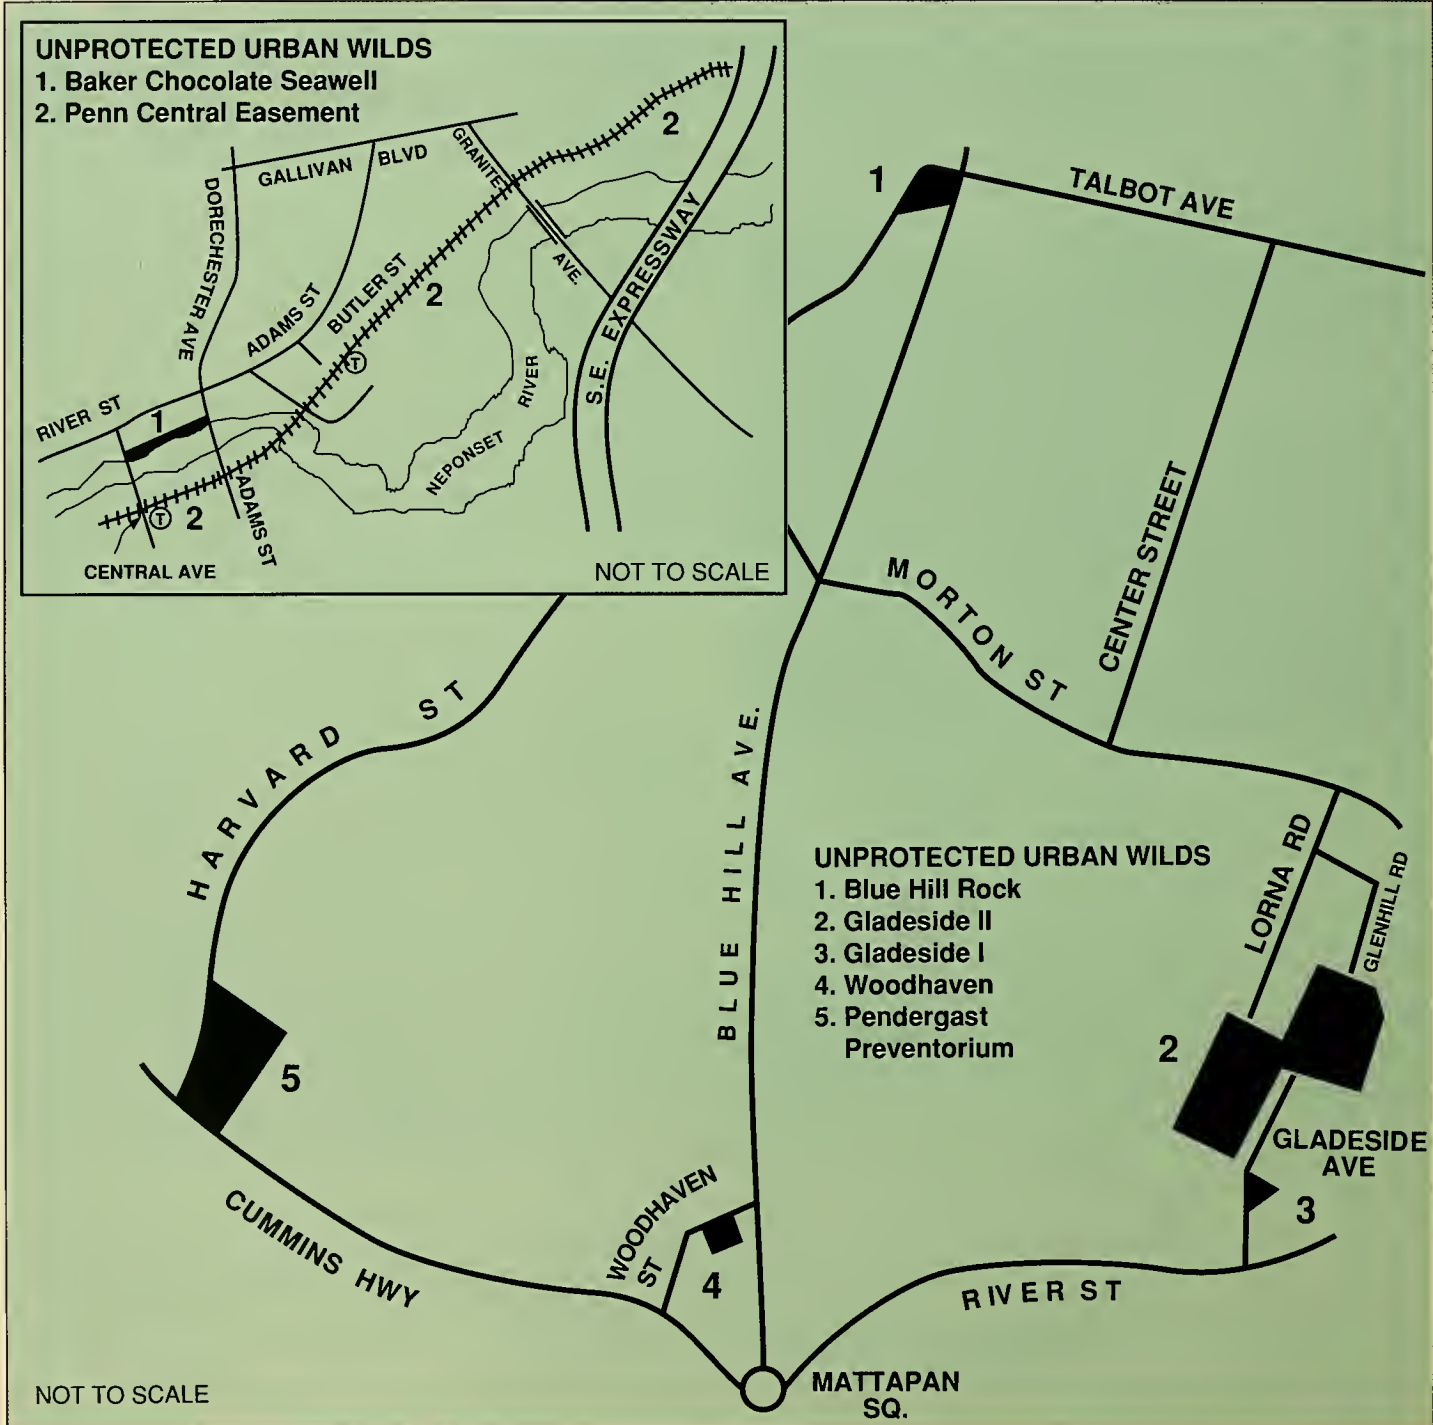 UNPROTECTED URBAN WILDS
1. Baker Chocolate Seawell
2. Penn Central Easement
2
GRANITE
AVE.
GALLIVAN BLVD
DORECHESTER AVE
ADAMS ST
BUTLER ST
2
S.E. EXPRESSWAY
T
RIVER
NEPONSET
RIVER ST
1
T
2
ADAMS ST
CENTRAL AVE
NOT TO SCALE
1
TALBOT AVE
CENTER STREET
MORTON ST
HARVARD ST
BLUE HILL AVE.
UNPROTECTED URBAN WILDS
1. Blue Hill Rock
2. Gladeside II
3. Gladeside I
4. Woodhaven
5. Pendergast
Preventorium
LORNA RD
GLENHILL RD
2
5
GLADESIDE
AVE
3
WOODHAVEN
ST
4
CUMMINS HWY
RIVER ST
MATTAPAN
SQ.
NOT TO SCALE